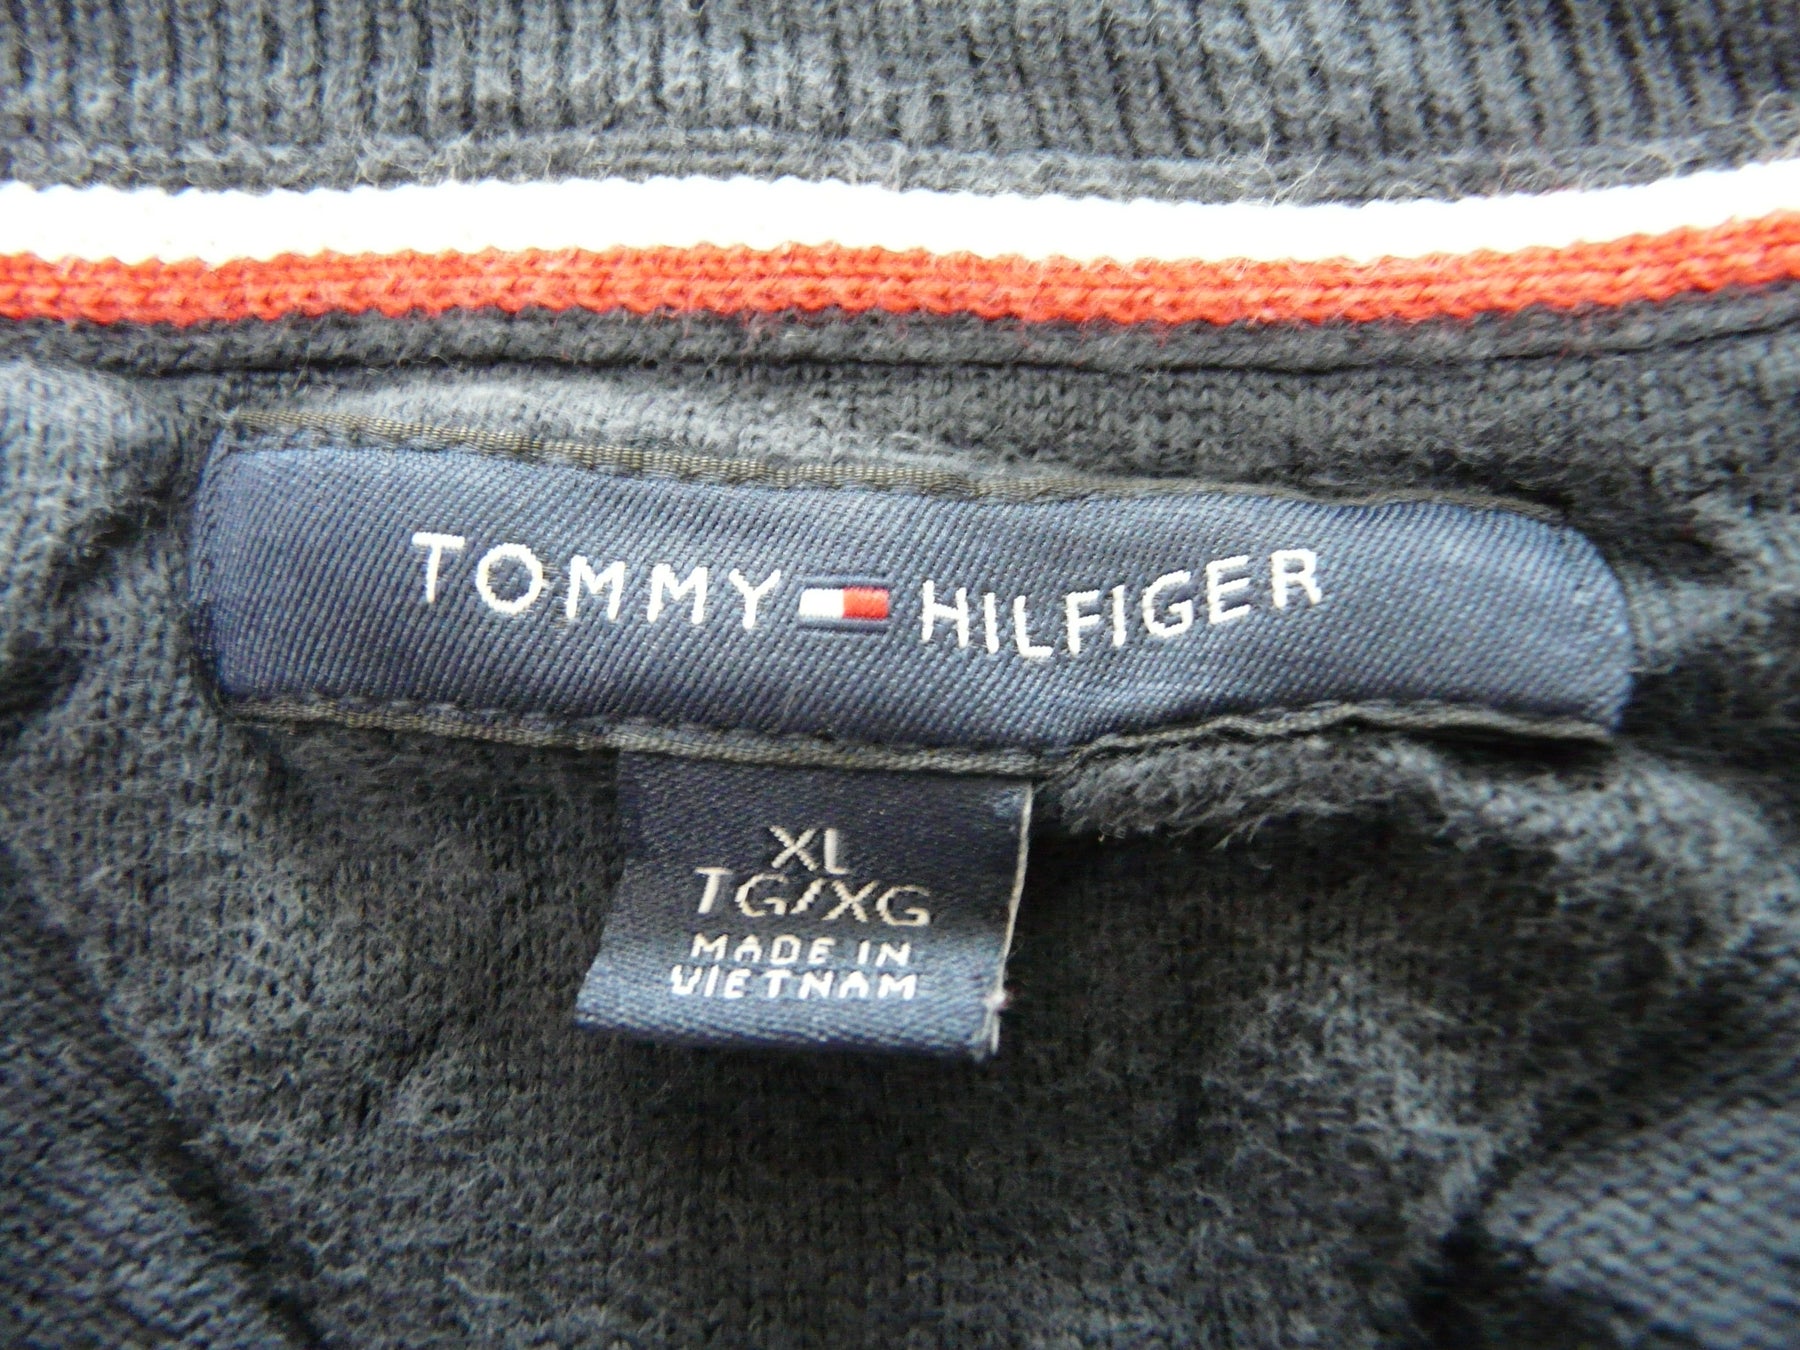 TOMMY HILFIGER
XL
TG/XG
MADE IN
VIETNAM